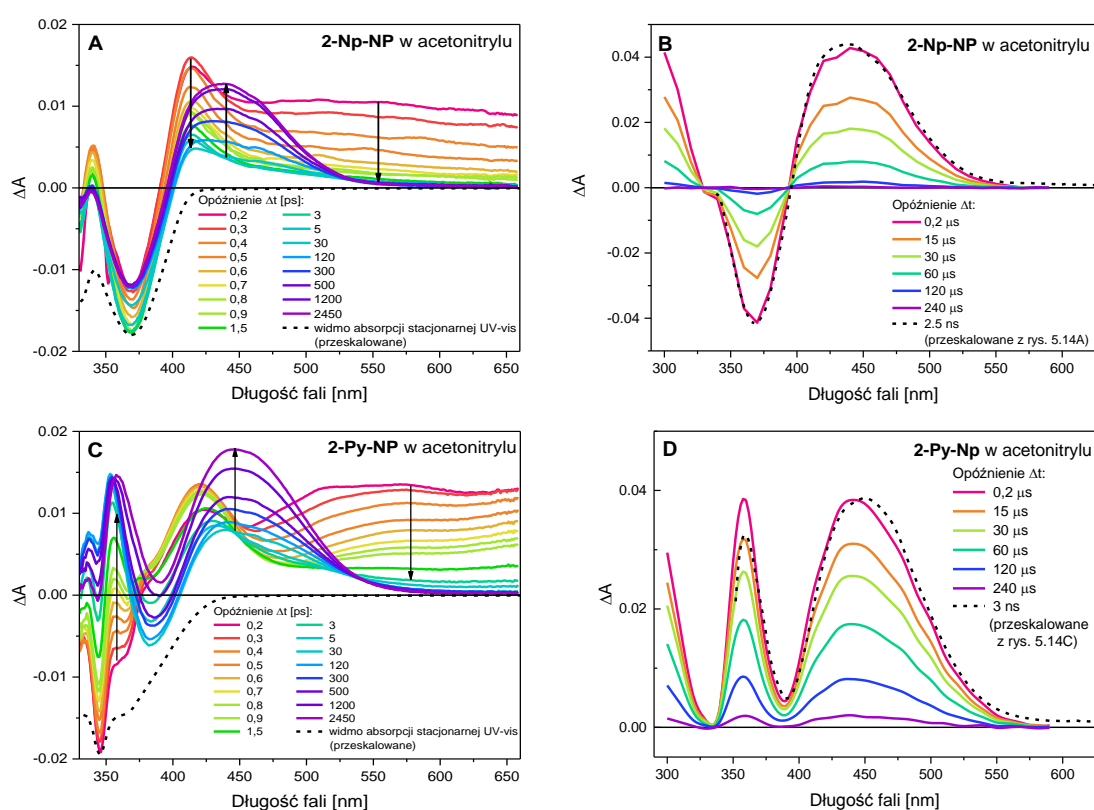 A
2-Np-NP w acetonitrylu
0.02
0.01
0.00
-0.01
-0.02
ΔA
Opóźnienie Δt [ps]:
0,2 3
0,3 5
0,4 30
0,5 120
0,6 300
0,7 500
0,8 1200
0,9 2450
1,5 widmo absorpcji stacjonarnej UV-vis
(przeskalowane)
350 400 450 500 550 600 650
Długość fali [nm]
B
2-Np-NP w acetonitrylu
0.04
0.02
0.00
-0.02
-0.04
ΔA
Opóźnienie Δt:
0,2 μs
15 μs
30 μs
60 μs
120 μs
240 μs
2.5 ns
(przeskalowane z rys. 5.14A)
300 350 400 450 500 550 600
Długość fali [nm]
C
2-Py-NP w acetonitrylu
0.02
0.01
0.00
-0.01
-0.02
ΔA
Opóźnienie Δt [ps]:
0,2 3
0,3 5
0,4 30
0,5 120
0,6 300
0,7 500
0,8 1200
0,9 2450
1,5 widmo absorpcji stacjonarnej UV-vis
(przeskalowane)
350 400 450 500 550 600 650
Długość fali [nm]
D
2-Py-Np w acetonitrylu
0.04
0.02
0.00
ΔA
Opóźnienie Δt:
0,2 μs
15 μs
30 μs
60 μs
120 μs
240 μs
3 ns
(przeskalowane
z rys. 5.14C)
300 350 400 450 500 550 600
Długość fali [nm]